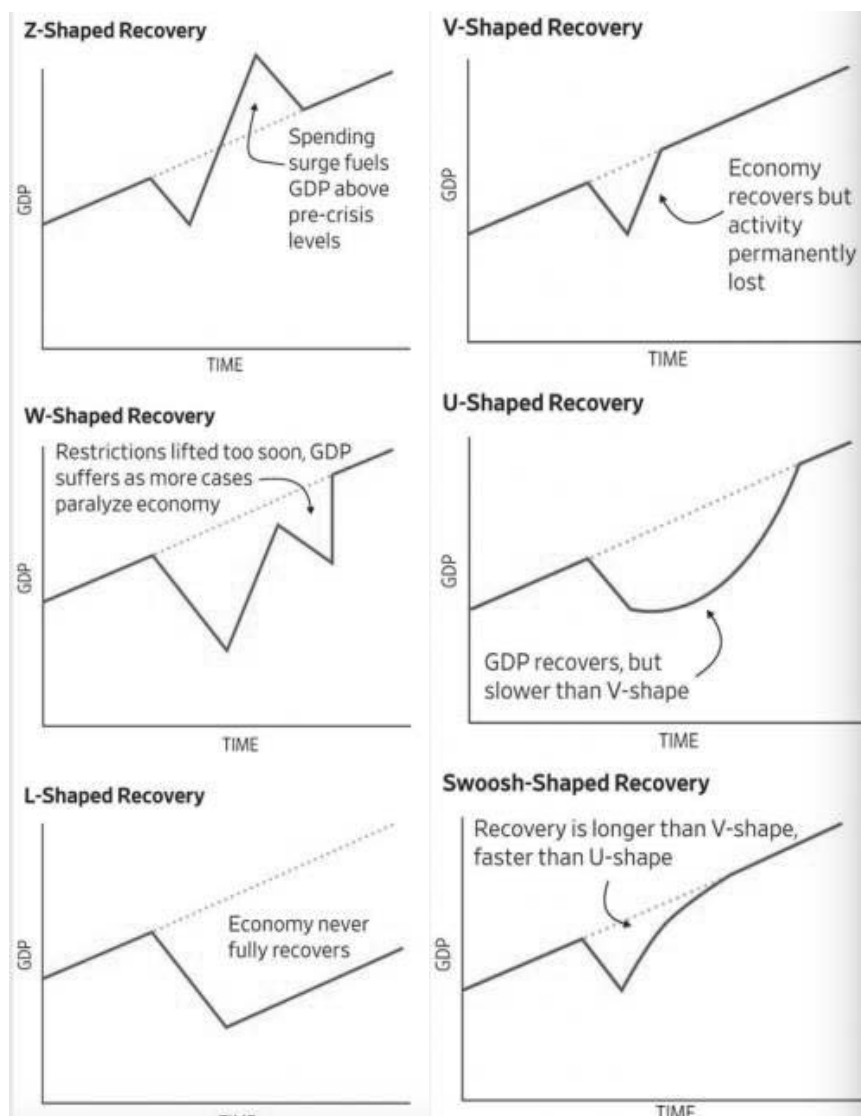 Z-Shaped Recovery
GDP
Spending
surge fuels
GDP above
pre-crisis
levels
TIME
V-Shaped Recovery
GDP
Economy
recovers but
activity
permanently
lost
TIME
W-Shaped Recovery
Restrictions lifted too soon, GDP
suffers as more cases
paralyze economy
GDP
TIME
U-Shaped Recovery
GDP
GDP recovers, but
slower than V-shape
TIME
L-Shaped Recovery
GDP
Economy never
fully recovers
TIME
Swoosh-Shaped Recovery
Recovery is longer than V-shape,
faster than U-shape
GDP
TIME